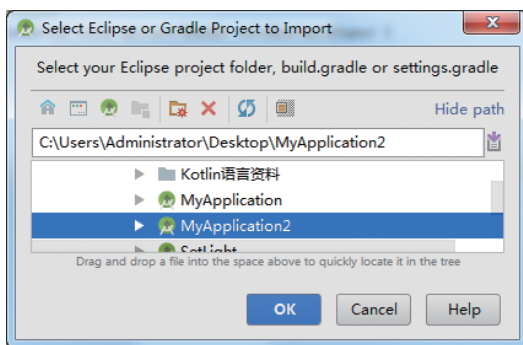 Select Eclipse or Gradle Project to Import
Select your Eclipse project folder, build.gradle or settings.gradle
Hide path
C:\Users\Administrator\Desktop\MyApplication2
Kotlin语言资料
MyApplication
MyApplication2
SetLight
Drag and drop a file into the space above to quickly locate it in the tree
OK Cancel Help